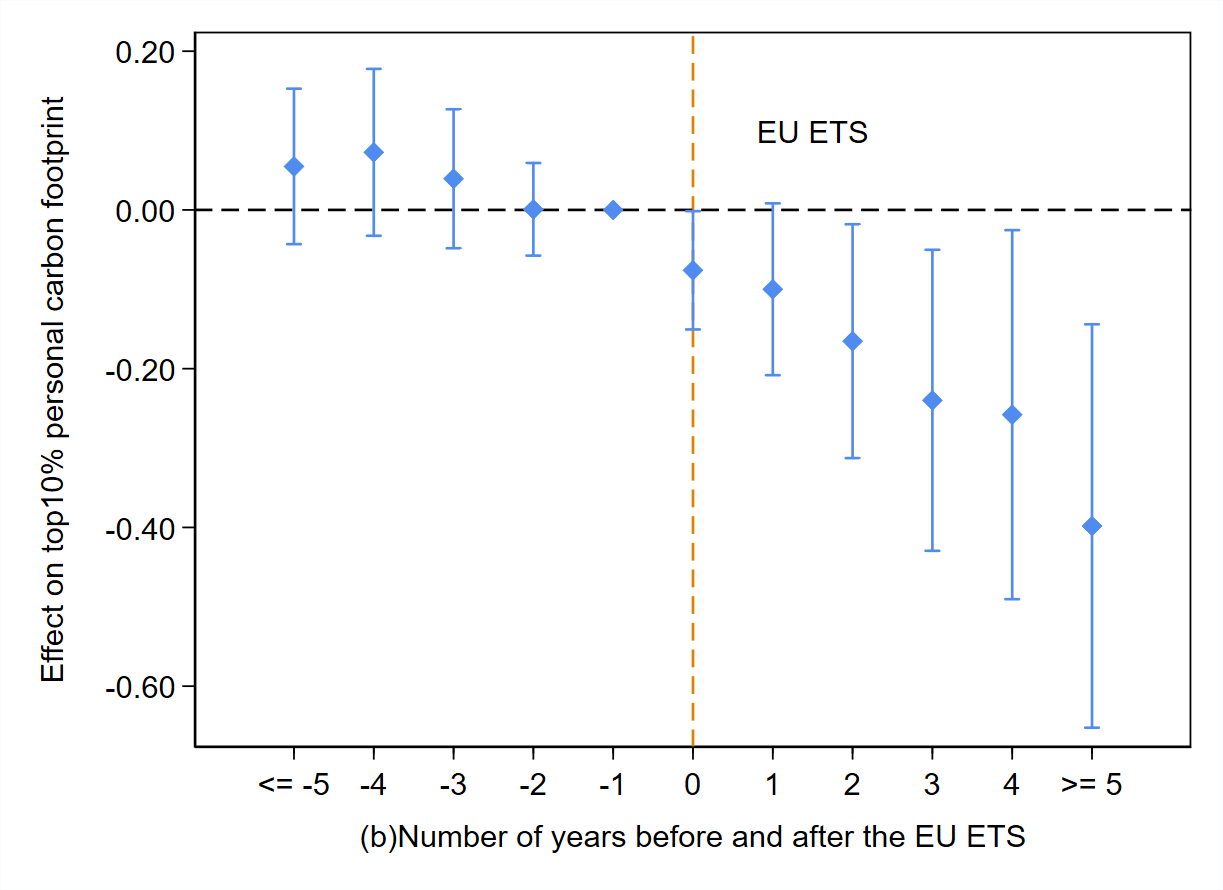 Effect on top10% personal carbon footprint
0.20
0.00
-0.20
-0.40
-0.60
EU ETS
<= -5 -4 -3 -2 -1 0 1 2 3 4 >= 5
(b)Number of years before and after the EU ETS